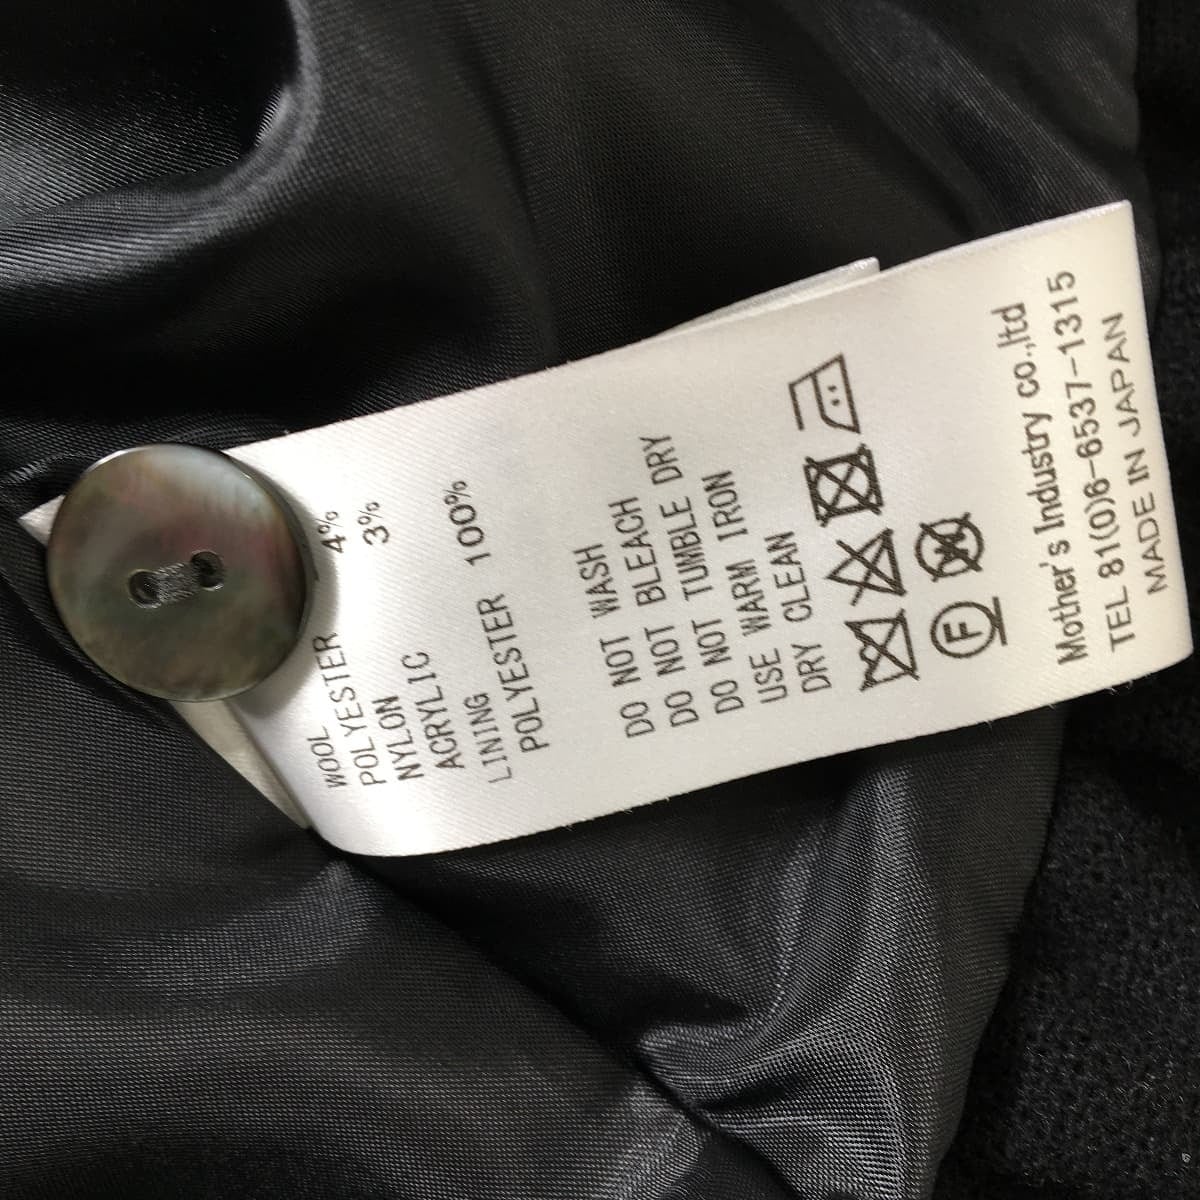 WOOL
POLYESTER
NYLON 4%
ACRYLIC 3%
LINING
POLYESTER 100%
DO NOT WASH
DO NOT BLEACH
DO NOT TUMBLE DRY
USE WARM IRON
DRY CLEAN
F
Mother's Industry co.,ltd
TEL 81(0)6-6537-1315
MADE IN JAPAN